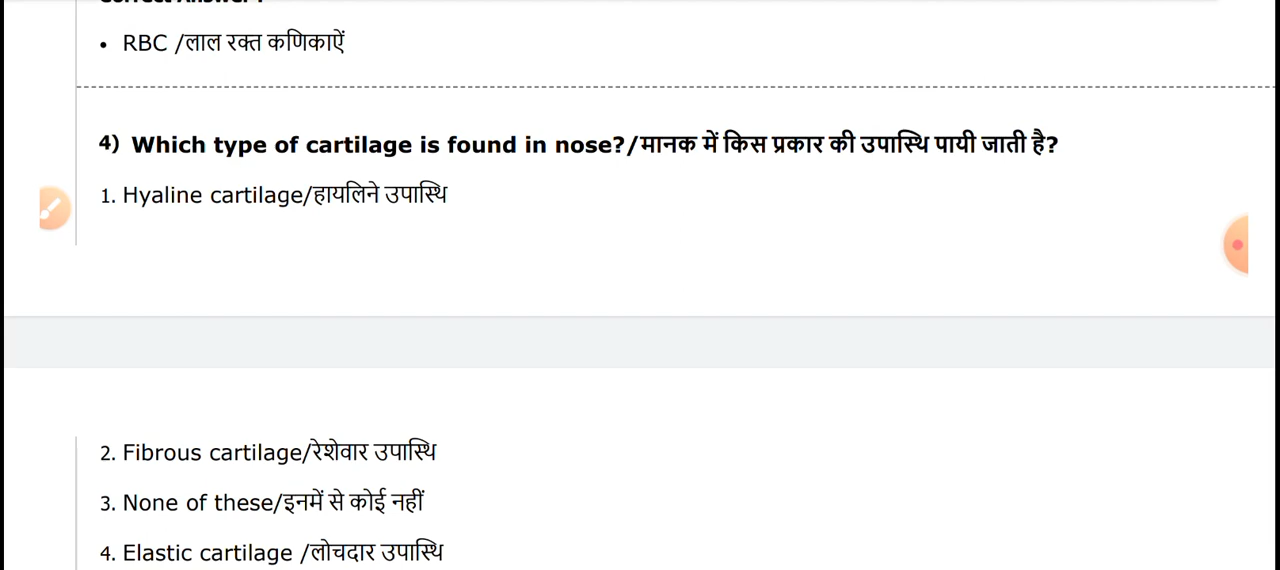 • RBC /लाल रक्त कणिकाऐं
4) Which type of cartilage is found in nose?/मानक में किस प्रकार की उपास्थि पायी जाती है?
1. Hyaline cartilage/हायलिने उपास्थि
2. Fibrous cartilage/रेशेवार उपास्थि
3. None of these/इनमें से कोई नहीं
4. Elastic cartilage /लोचदार उपास्थि